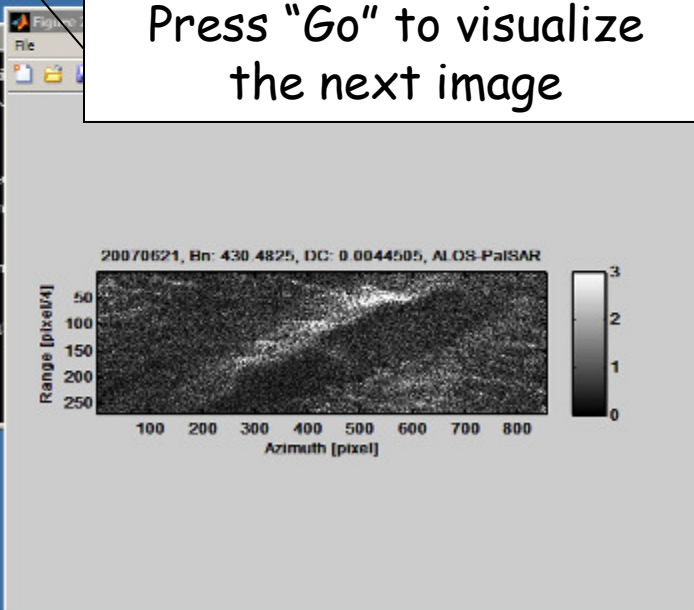 Press “Go” to visualize
the next image
Figure
File
20070621, Bn: 430.4825, DC: 0.0044505, ALOS-PalSAR
Range [pixel/4]
50
100
150
200
250
100 200 300 400 500 600 700 800
Azimuth [pixel]
3
2
1
0